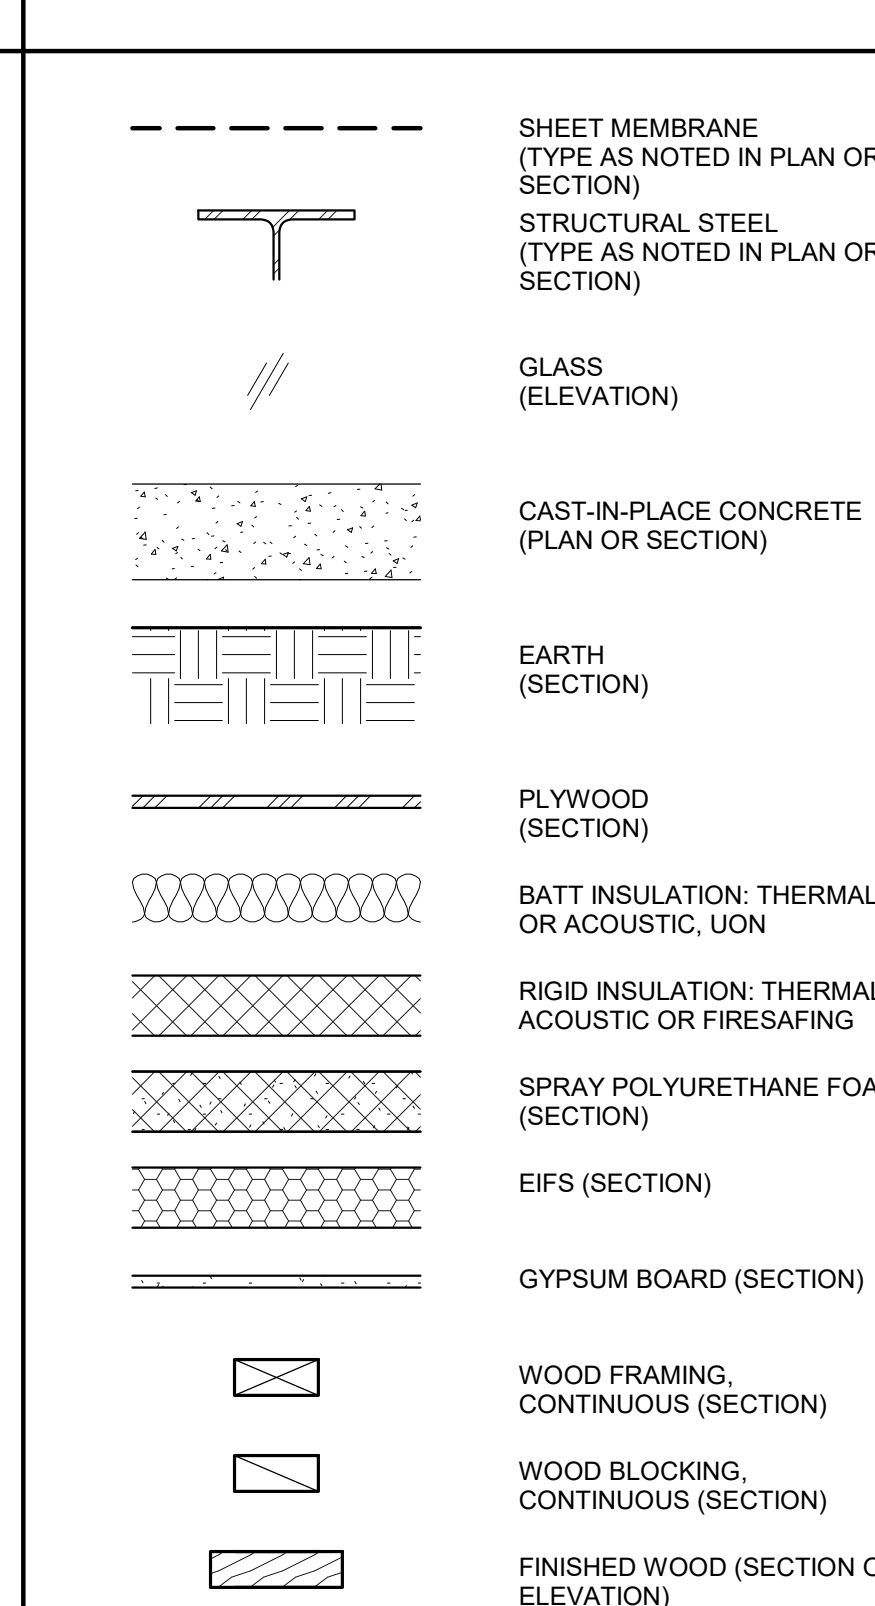 SHEET MEMBRANE
(TYPE AS NOTED IN PLAN OR
SECTION)
STRUCTURAL STEEL
(TYPE AS NOTED IN PLAN OR
SECTION)
GLASS
(ELEVATION)
CAST-IN-PLACE CONCRETE
(PLAN OR SECTION)
EARTH
(SECTION)
PLYWOOD
(SECTION)
BATT INSULATION: THERMAL
OR ACOUSTIC, UON
RIGID INSULATION: THERMAL
ACOUSTIC OR FIRESAFING
SPRAY POLYURETHANE
(SECTION)
EIFS (SECTION)
GYPSUM BOARD (SECTION)
WOOD FRAMING,
CONTINUOUS (SECTION)
WOOD BLOCKING,
CONTINUOUS (SECTION)
FINISHED WOOD (SECTION
ELEVATION)